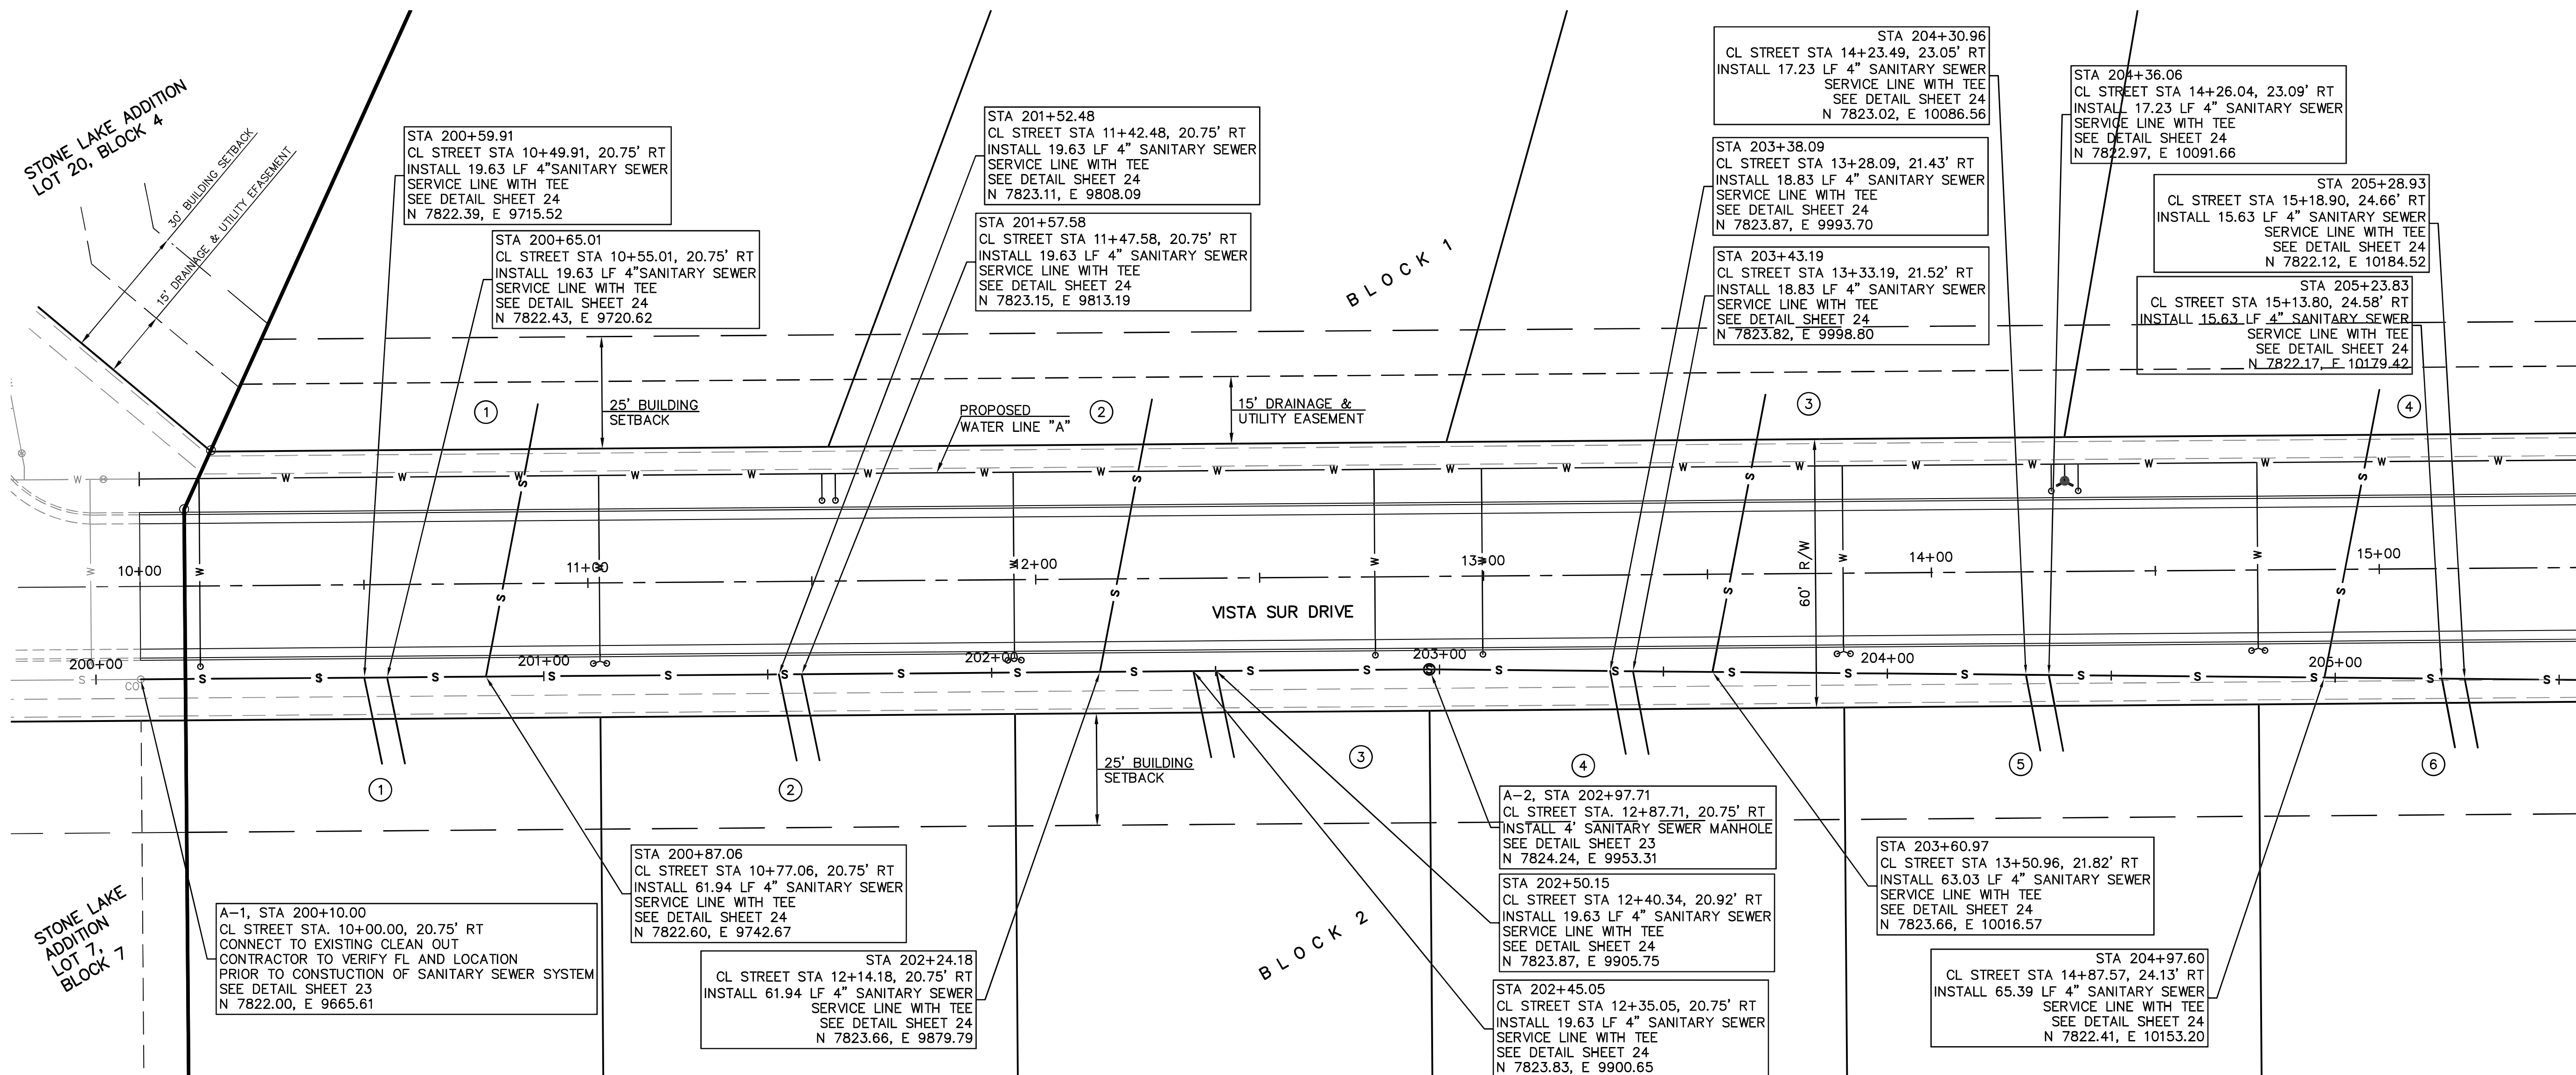 STONE LAKE ADDITION
LOT 20, BLOCK 4
30' BUILDING SETBACK
15' DRAINAGE & UTILITY EFASEMENT
STA 200+59.91
CL STREET STA 10+49.91, 20.75' RT
INSTALL 19.63 LF 4"SANITARY SEWER
SERVICE LINE WITH TEE
SEE DETAIL SHEET 24
N 7822.39, E 9715.52
STA 200+65.01
CL STREET STA 10+55.01, 20.75' RT
INSTALL 19.63 LF 4"SANITARY SEWER
SERVICE LINE WITH TEE
SEE DETAIL SHEET 24
N 7822.43, E 9720.62
STA 201+52.48
CL STREET STA 11+42.48, 20.75' RT
INSTALL 19.63 LF 4" SANITARY SEWER
SERVICE LINE WITH TEE
SEE DETAIL SHEET 24
N 7823.11, E 9808.09
STA 201+57.58
CL STREET STA 11+47.58, 20.75' RT
INSTALL 19.63 LF 4" SANITARY SEWER
SERVICE LINE WITH TEE
SEE DETAIL SHEET 24
N 7823.15, E 9813.19
BLOCK 1
STA 204+30.96
CL STREET STA 14+23.49, 23.05' RT
INSTALL 17.23 LF 4" SANITARY SEWER
SERVICE LINE WITH TEE
SEE DETAIL SHEET 24
N 7823.02, E 10086.56
STA 203+38.09
CL STREET STA 13+28.09, 21.43' RT
INSTALL 18.83 LF 4" SANITARY SEWER
SERVICE LINE WITH TEE
SEE DETAIL SHEET 24
N 7823.87, E 9993.70
STA 203+43.19
CL STREET STA 13+33.19, 21.52' RT
INSTALL 18.83 LF 4" SANITARY SEWER
SERVICE LINE WITH TEE
SEE DETAIL SHEET 24
N 7823.82, E 9998.80
STA 204+36.06
CL STREET STA 14+26.04, 23.09' RT
INSTALL 17.23 LF 4" SANITARY SEWER
SERVICE LINE WITH TEE
SEE DETAIL SHEET 24
N 7822.97, E 10091.66
STA 205+28.93
CL STREET STA 15+18.90, 24.66' RT
INSTALL 15.63 LF 4" SANITARY SEWER
SERVICE LINE WITH TEE
SEE DETAIL SHEET 24
N 7822.12, E 10184.52
STA 205+23.83
CL STREET STA 15+13.80, 24.58' RT
INSTALL 15.63 LF 4" SANITARY SEWER
SERVICE LINE WITH TEE
SEE DETAIL SHEET 24
N 7822.17, E 10179.42
1
25' BUILDING
SETBACK
PROPOSED
WATER LINE "A"
2
15' DRAINAGE &
UTILITY EASEMENT
3
4
W W W W W W W W W W W W W W W W W W W W W
S S S S
10+00
11+00
12+00
13+00
14+00
15+00
W W W W W W W W
S S S S
VISTA SUR DRIVE
60' R/W
200+00
201+00
202+00
203+00
204+00
205+00
S
CO
S S S S S S S S S S S S S S S S S S S S S S
1
2
25' BUILDING
SETBACK
3
4
5
6
A-2, STA 202+97.71
CL STREET STA. 12+87.71, 20.75' RT
INSTALL 4' SANITARY SEWER MANHOLE
SEE DETAIL SHEET 23
N 7824.24, E 9953.31
STA 200+87.06
CL STREET STA 10+77.06, 20.75' RT
INSTALL 61.94 LF 4" SANITARY SEWER
SERVICE LINE WITH TEE
SEE DETAIL SHEET 24
N 7822.60, E 9742.67
STA 202+50.15
CL STREET STA 12+40.34, 20.92' RT
INSTALL 19.63 LF 4" SANITARY SEWER
SERVICE LINE WITH TEE
SEE DETAIL SHEET 24
N 7823.87, E 9905.75
STA 203+60.97
CL STREET STA 13+50.96, 21.82' RT
INSTALL 63.03 LF 4" SANITARY SEWER
SERVICE LINE WITH TEE
SEE DETAIL SHEET 24
N 7823.66, E 10016.57
STONE LAKE
ADDITION
LOT 7,
BLOCK 7
A-1, STA 200+10.00
CL STREET STA. 10+00.00, 20.75' RT
CONNECT TO EXISTING CLEAN OUT
CONTRACTOR TO VERIFY FL AND LOCATION
PRIOR TO CONSTUCTION OF SANITARY SEWER SYSTEM
SEE DETAIL SHEET 23
N 7822.00, E 9665.61
STA 202+24.18
CL STREET STA 12+14.18, 20.75' RT
INSTALL 61.94 LF 4" SANITARY SEWER
SERVICE LINE WITH TEE
SEE DETAIL SHEET 24
N 7823.66, E 9879.79
BLOCK 2
STA 202+45.05
CL STREET STA 12+35.05, 20.75' RT
INSTALL 19.63 LF 4" SANITARY SEWER
SERVICE LINE WITH TEE
SEE DETAIL SHEET 24
N 7823.83, E 9900.65
STA 204+97.60
CL STREET STA 14+87.57, 24.13' RT
INSTALL 65.39 LF 4" SANITARY SEWER
SERVICE LINE WITH TEE
SEE DETAIL SHEET 24
N 7822.41, E 10153.20